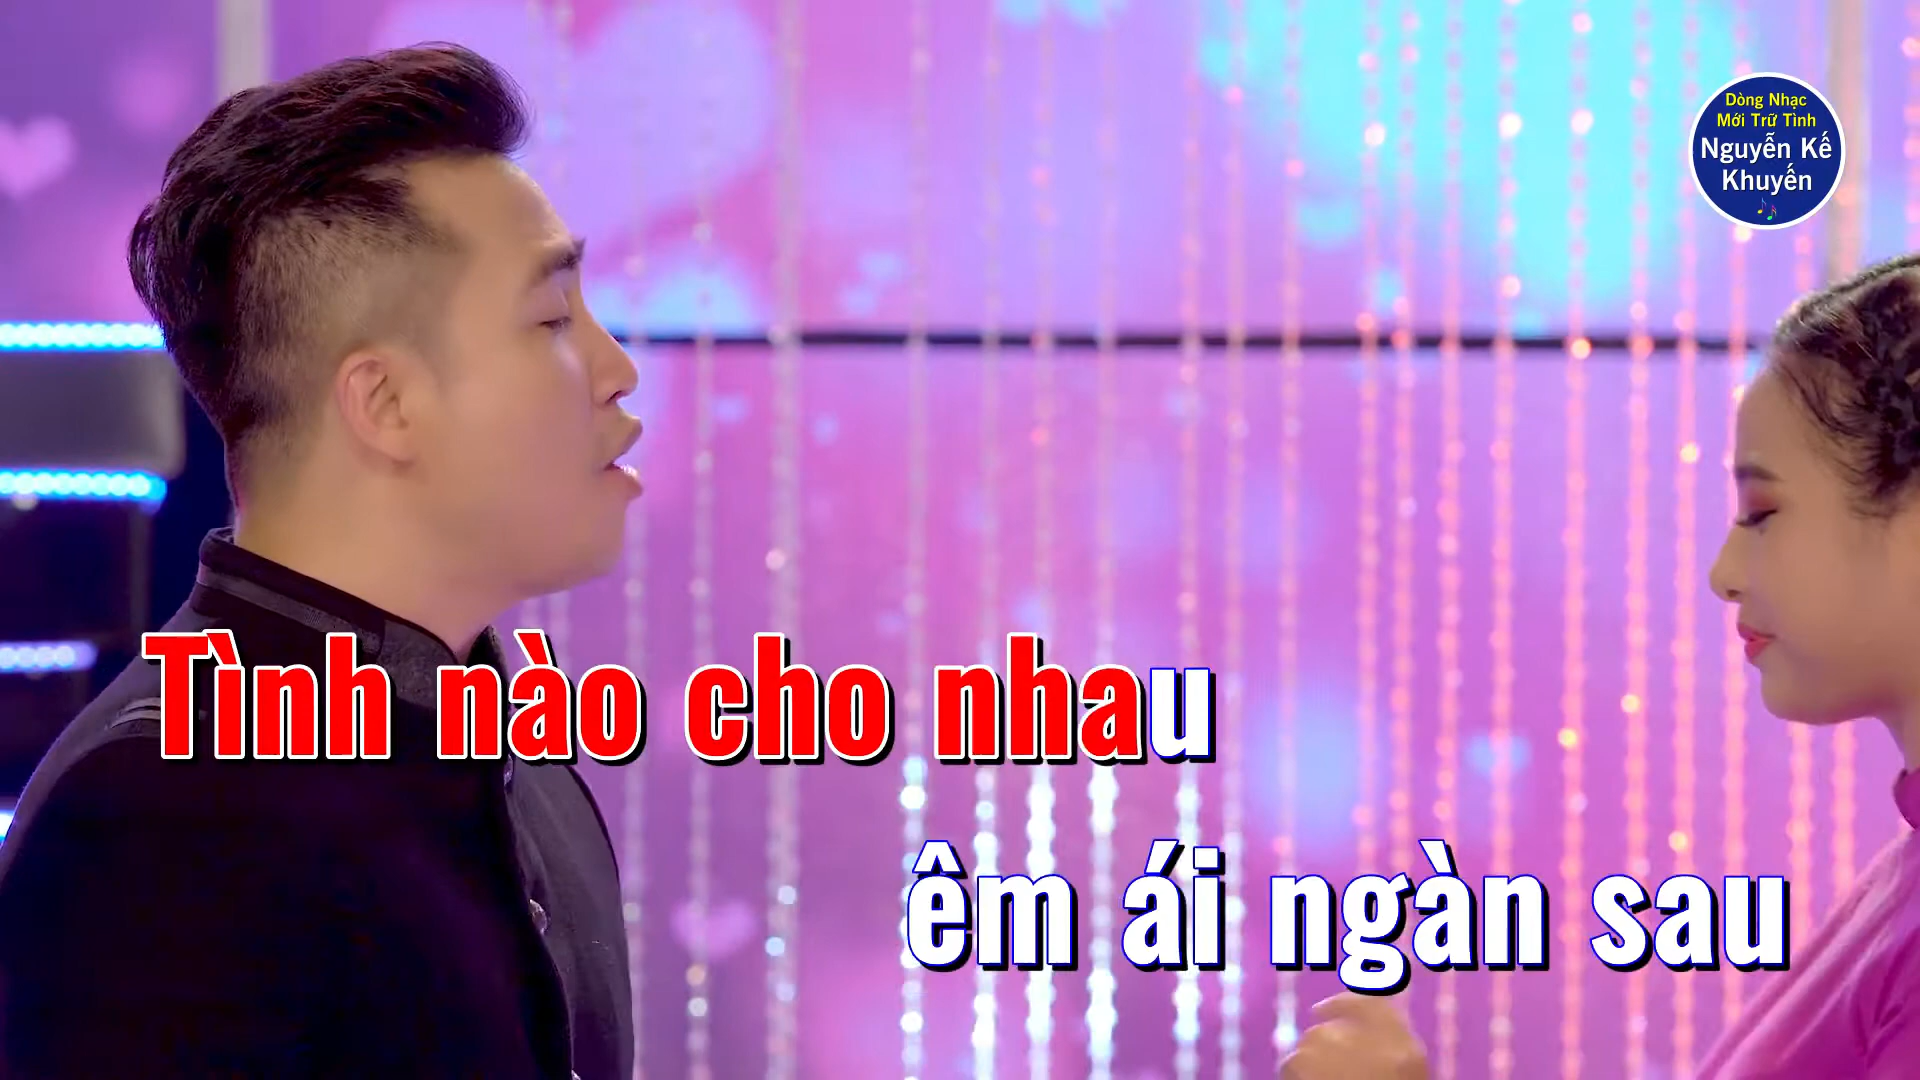 Dòng Nhạc
Mới Trữ Tình
Nguyễn Kế
Khuyến
Tình nào cho nhau
êm ái ngàn sau